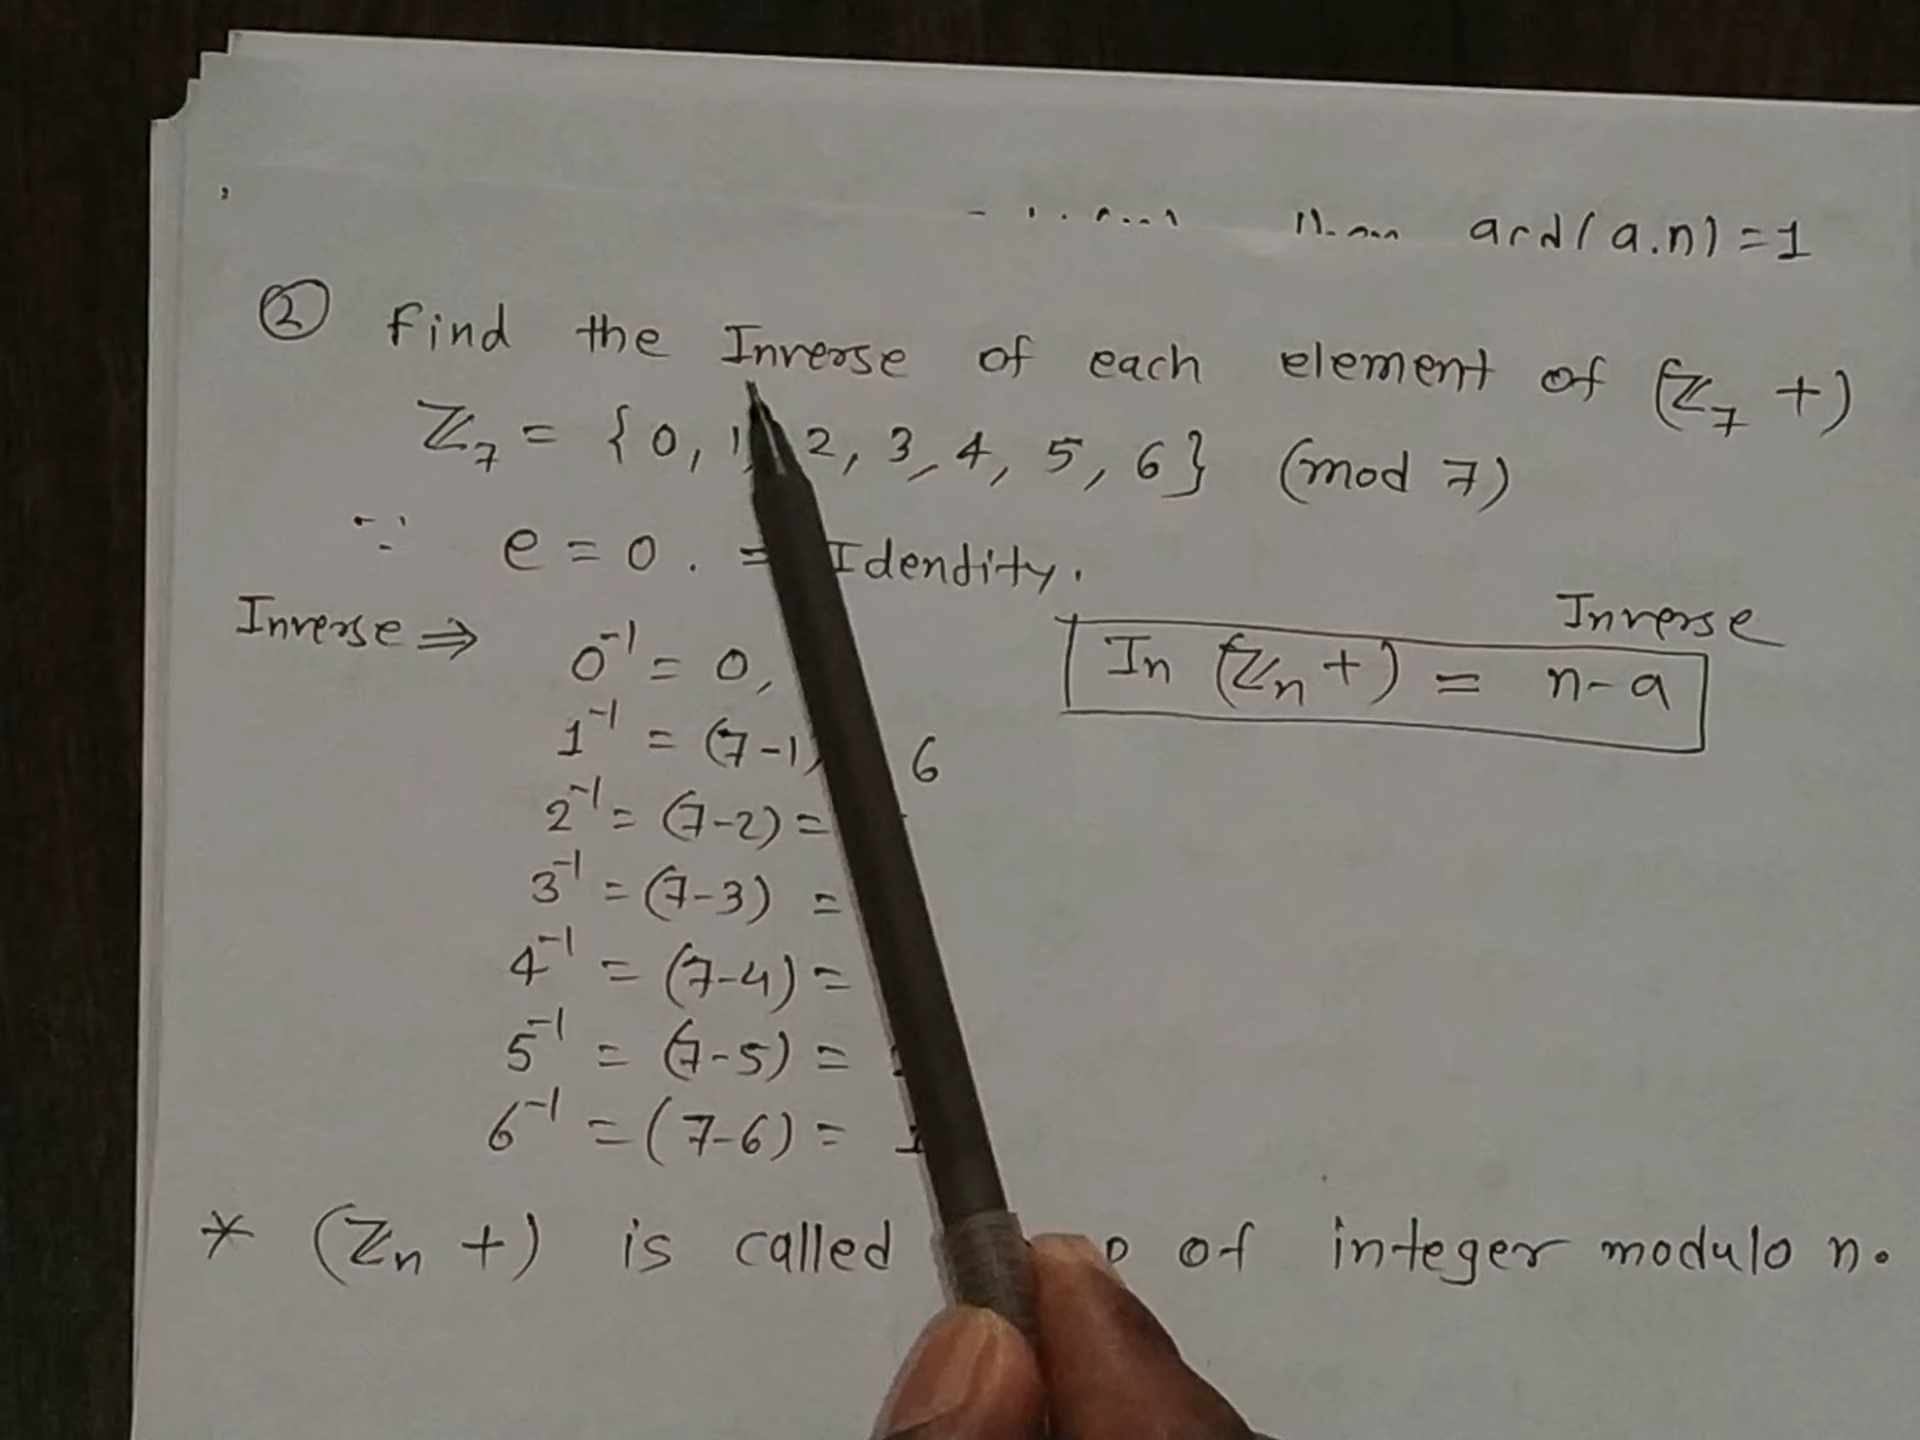 gcd(a,n)=1
② Find the Inverse of each element of (Z₇ +)
Z₇ = {0, 1, 2, 3, 4, 5, 6} (mod 7)
∵ e = 0. = Identity.
Inverse ⇒ 0⁻¹ = 0,
Inverse
In (Zₙ +) = n-a
1⁻¹ = (7-1) 6
2⁻¹ = (7-2) =
3⁻¹ = (7-3) =
4⁻¹ = (7-4) =
5⁻¹ = (7-5) =
6⁻¹ = (7-6) = 1
* (Zₙ +) is called of integer modulo n.